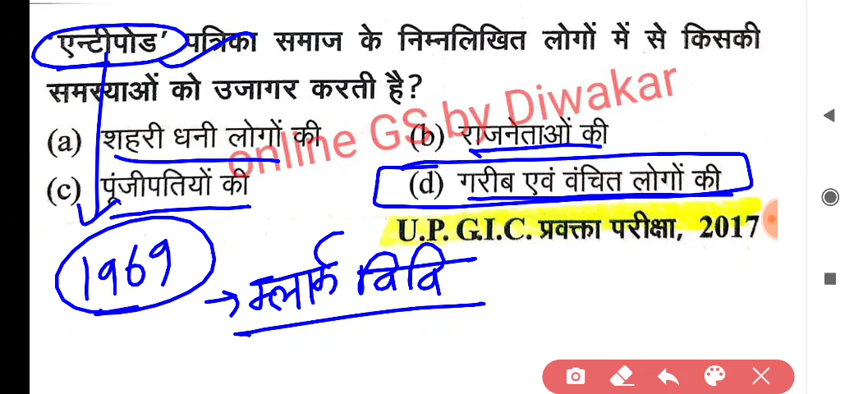 'एन्टीपोड' पत्रिका समाज के निम्नलिखित लोगों में से किसकी
समस्याओं को उजागर करती है?
(a) शहरी धनी लोगों की (b) राजनेताओं की
(c) पूंजीपतियों की (d) गरीब एवं वंचित लोगों की
U.P. G.I.C. प्रवक्ता परीक्षा, 2017
online GS by Diwakar
1969
→ क्लार्क विवि